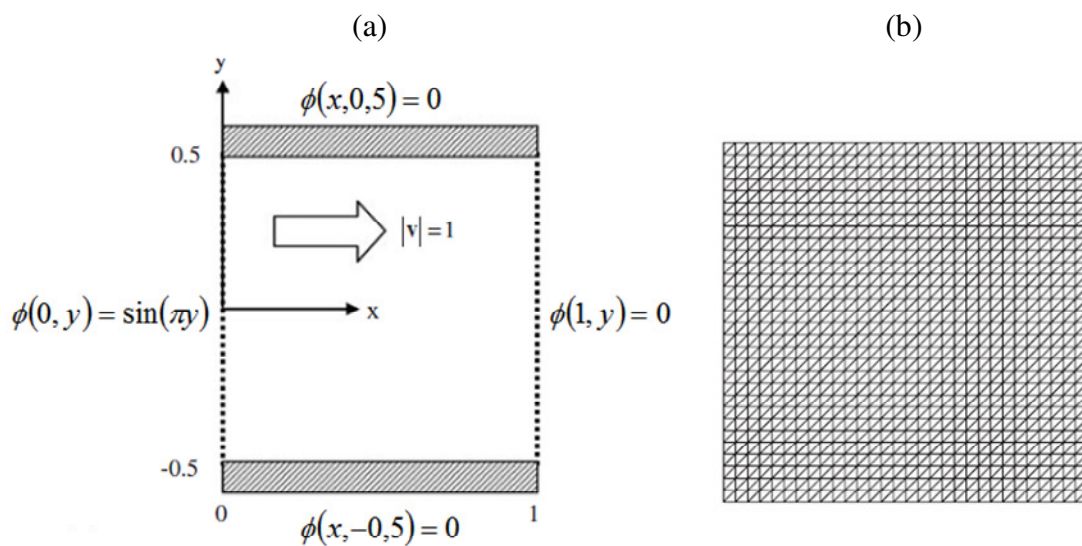 (a)
(b)
y
ϕ(x,0,5) = 0
0.5
|v| = 1
ϕ(0, y) = sin(πy)
x
ϕ(1, y) = 0
-0.5
0
1
ϕ(x,−0,5) = 0